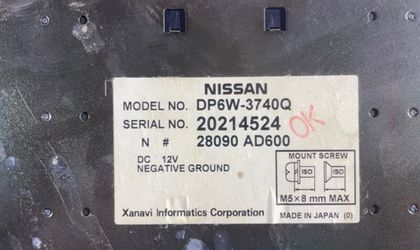 NISSAN
MODEL NO. DP6W-3740Q
SERIAL NO. 20214524
OK
N # 28090 AD600
DC : 12V
NEGATIVE GROUND
MOUNT SCREW
ISO ISO
M5×8 mm MAX
Xanavi Informatics Corporation
MADE IN JAPAN (0)